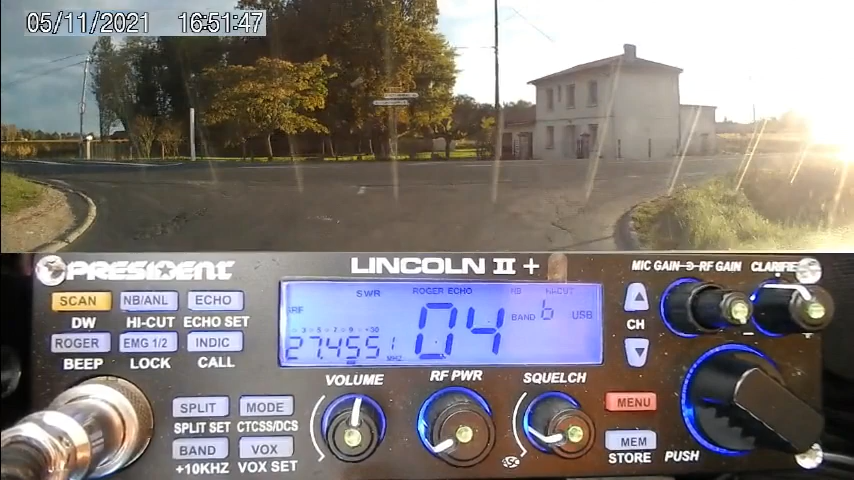 05/11/2021 16:51:47
PRESIDENT LINCOLN II + MIC GAIN RF GAIN CLARIFIER
SCAN NB/ANL ECHO
DW HI-CUT ECHO SET
ROGER EMG 1/2 INDIC
BEEP LOCK CALL
SWR ROGER ECHO NB HI-CUT
SRF 04 BAND b USB
27.455 MHZ
CH
VOLUME RF PWR SQUELCH
SPLIT MODE MENU
SPLIT SET CTCSS/DCS
BAND VOX MEM
+10KHZ VOX SET ASC STORE PUSH